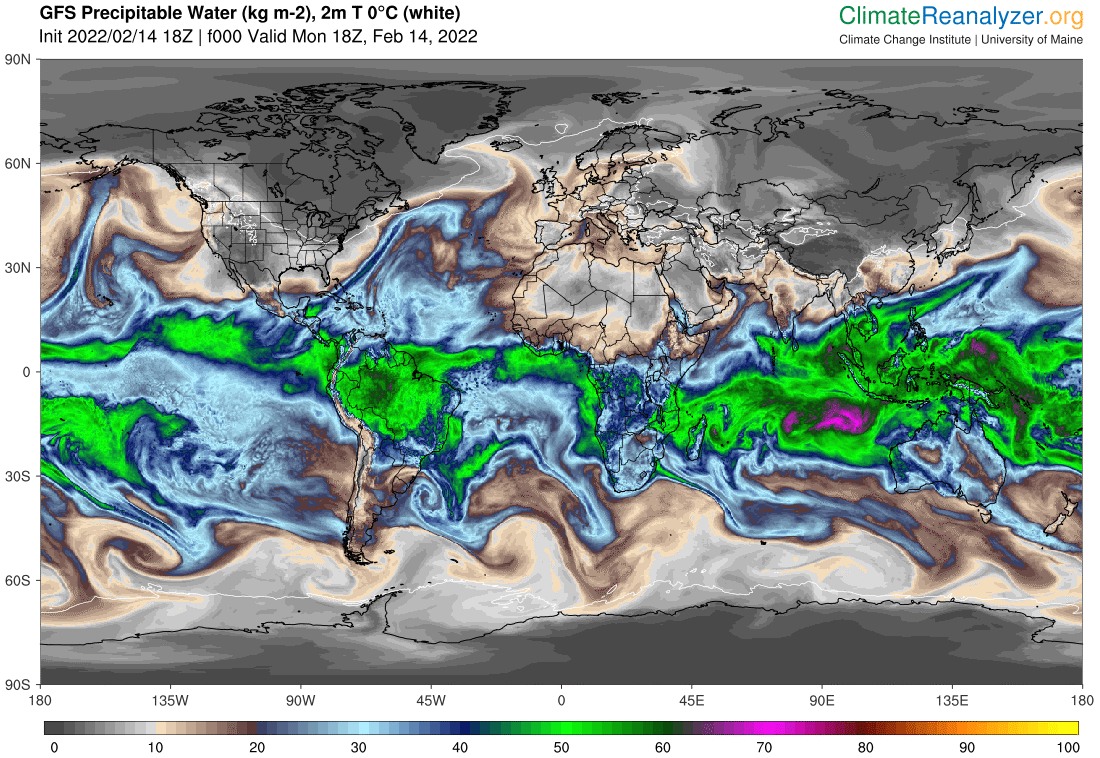 GFS Precipitable Water (kg m-2), 2m T 0°C (white)
Init 2022/02/14 18Z | f000 Valid Mon 18Z, Feb 14, 2022
ClimateReanalyzer.org
Climate Change Institute | University of Maine
90N
60N
30N
0
30S
60S
90S
180 135W 90W 45W 0 45E 90E 135E 180
0 10 20 30 40 50 60 70 80 90 100